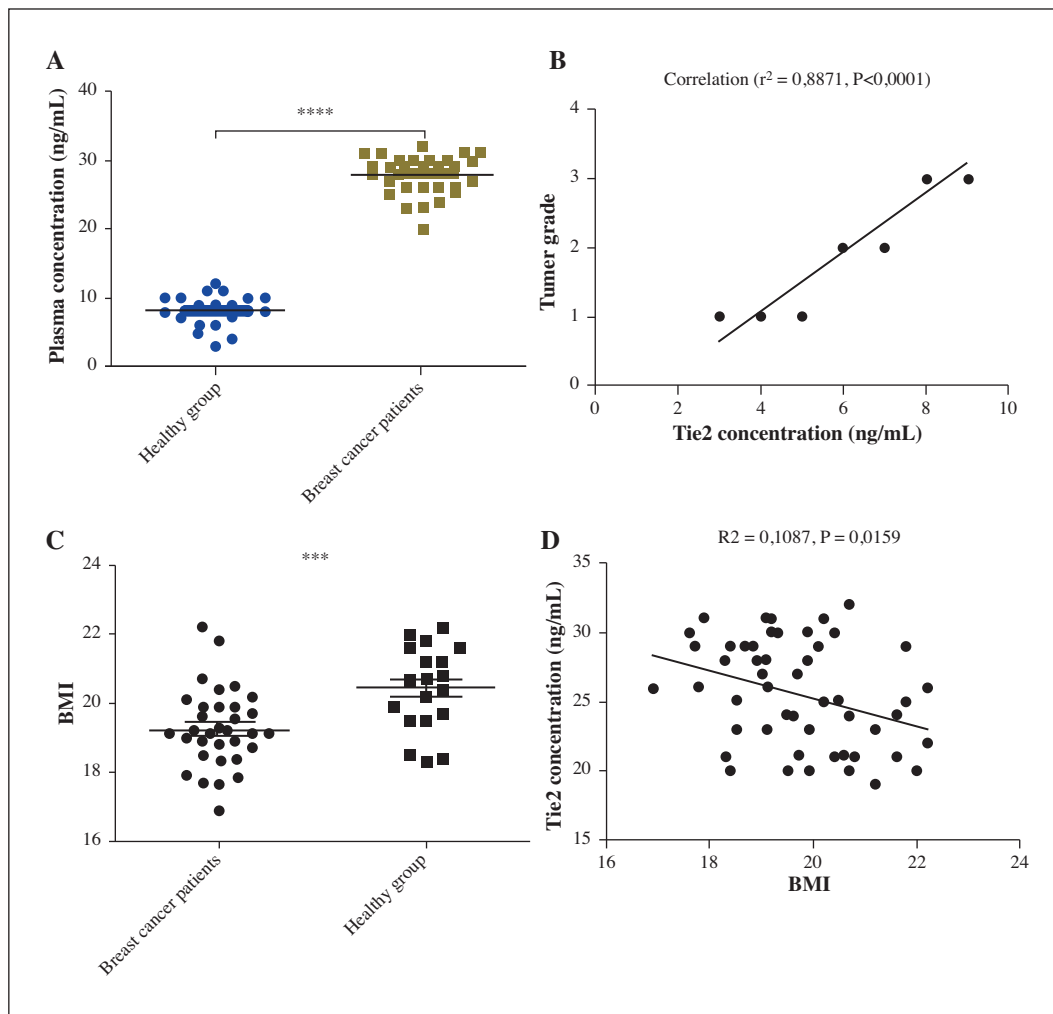 A
Plasma concentration (ng/mL)
40
30
20
10
0
****
Healthy group
Breast cancer patients
B
Correlation (r² = 0,8871, P<0,0001)
Tumer grade
4
3
2
1
0
0 2 4 6 8 10
Tie2 concentration (ng/mL)
C
***
BMI
24
22
20
18
16
Breast cancer patients
Healthy group
D
R2 = 0,1087, P = 0,0159
Tie2 concentration (ng/mL)
35
30
25
20
15
16 18 20 22 24
BMI